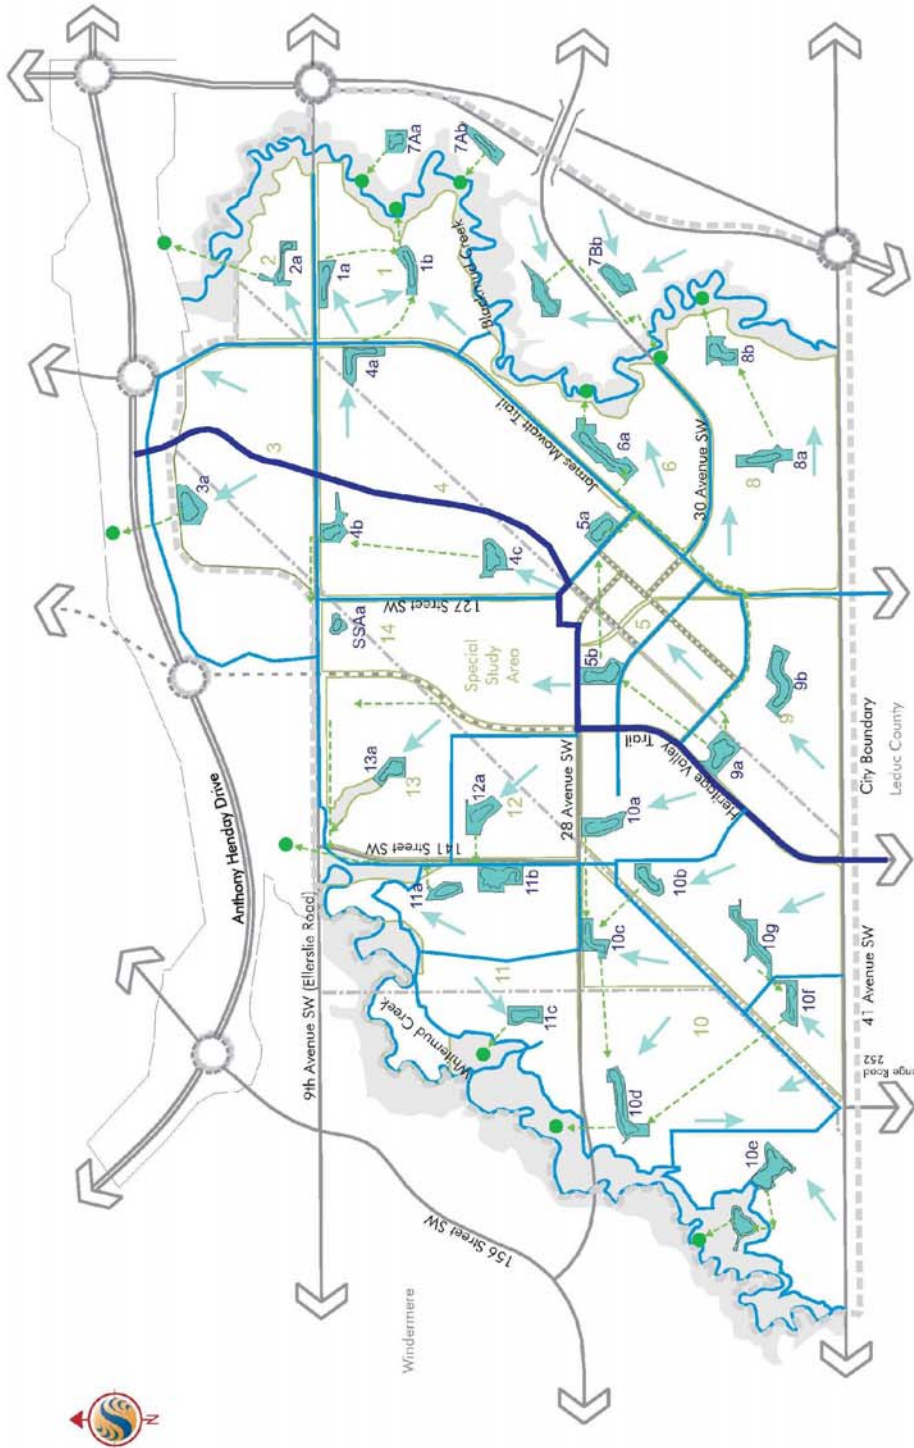 N
Anthony Henday Drive
9th Avenue SW (Ellerslie Road)
Windermere
156 Street SW
Whitemud Creek
141 Street SW
127 Street SW
28 Avenue SW
Special
Study
Area
Heritage Valley
Trail
James Mowatt Trail
Blackmud Creek
30 Avenue SW
41 Avenue SW
City Boundary
Leduc County
nge Road
252
1
1a
1b
2
2a
3
3a
4
4a
4b
4c
5
5a
5b
6
6a
7Aa
7Ab
7Bb
8
8a
8b
9
9a
9b
10
10a
10b
10c
10d
10e
10f
10g
11
11a
11b
11c
12
12a
13
13a
14
SSAa